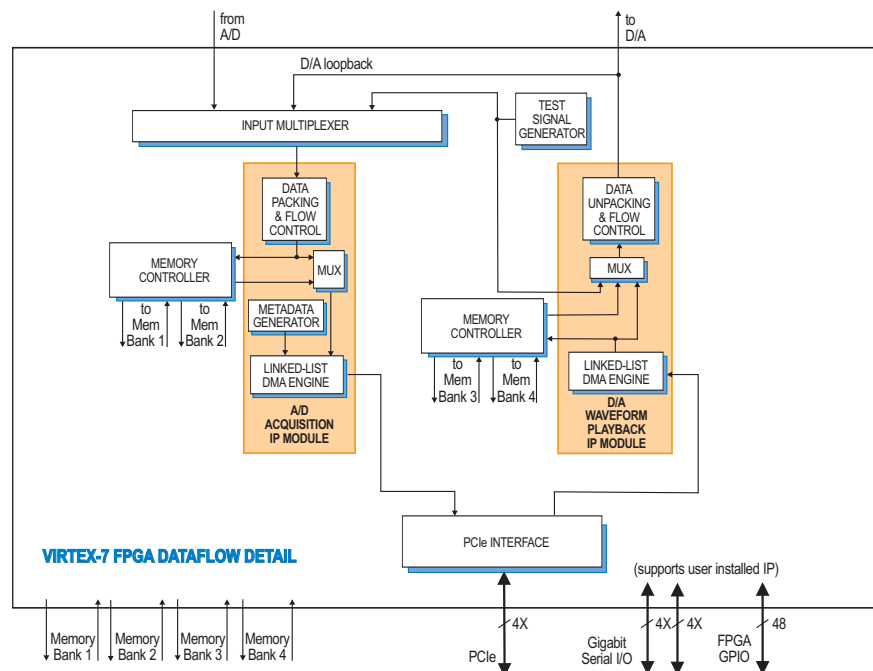 from
A/D
to
D/A
D/A loopback
INPUT MULTIPLEXER
TEST
SIGNAL
GENERATOR
DATA
PACKING
& FLOW
CONTROL
DATA
UNPACKING
& FLOW
CONTROL
MEMORY
CONTROLLER
MUX
MUX
to
Mem
Bank 1
to
Mem
Bank 2
METADATA
GENERATOR
MEMORY
CONTROLLER
LINKED-LIST
DMA ENGINE
to
Mem
Bank 3
to
Mem
Bank 4
LINKED-LIST
DMA ENGINE
A/D
ACQUISITION
IP MODULE
D/A
WAVEFORM
PLAYBACK
IP MODULE
PCIe INTERFACE
VIRTEX-7 FPGA DATAFLOW DETAIL
(supports user installed IP)
Memory
Bank 1
Memory
Bank 2
Memory
Bank 3
Memory
Bank 4
4X
PCIe
4X
4X
Gigabit
Serial I/O
48
FPGA
GPIO